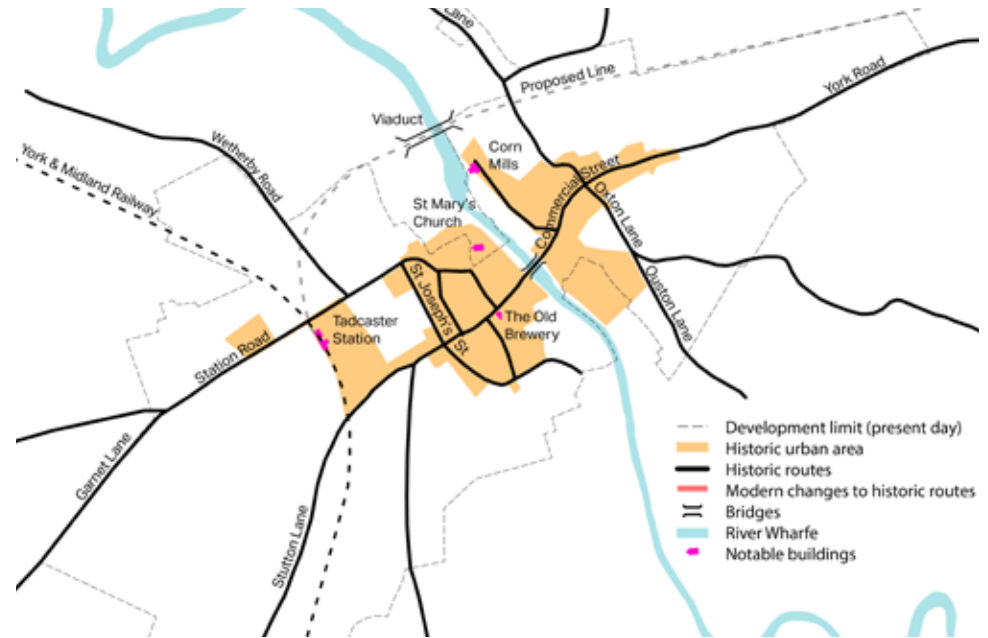 Lane
Proposed Line
York Road
Viaduct
Corn
Mills
Wetherby Road
York & Midland Railway
Commercial Street
St Mary's
Church
Oxton Lane
Ouston Lane
St Joseph's St
The Old
Brewery
Tadcaster
Station
Station Road
Garnet Lane
Stutton Lane
Development limit (present day)
Historic urban area
Historic routes
Modern changes to historic routes
Bridges
River Wharfe
Notable buildings